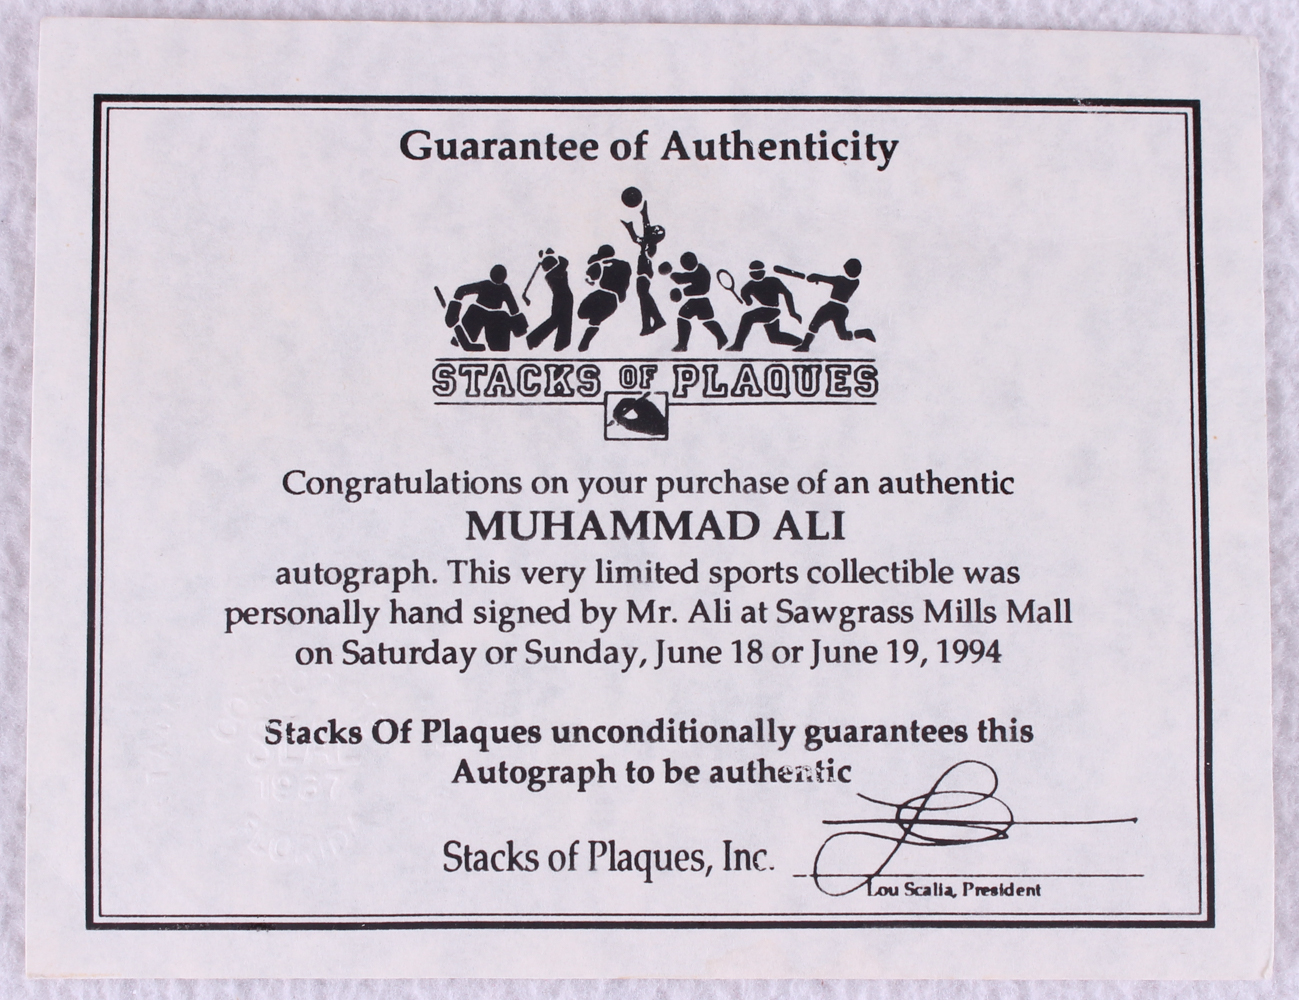 Guarantee of Authenticity
STACKS OF PLAQUES
Congratulations on your purchase of an authentic
MUHAMMAD ALI
autograph. This very limited sports collectible was
personally hand signed by Mr. Ali at Sawgrass Mills Mall
on Saturday or Sunday, June 18 or June 19, 1994
Stacks Of Plaques unconditionally guarantees this
Autograph to be authentic
SEAL
1987
Stacks of Plaques, Inc.
Lou Scalia, President